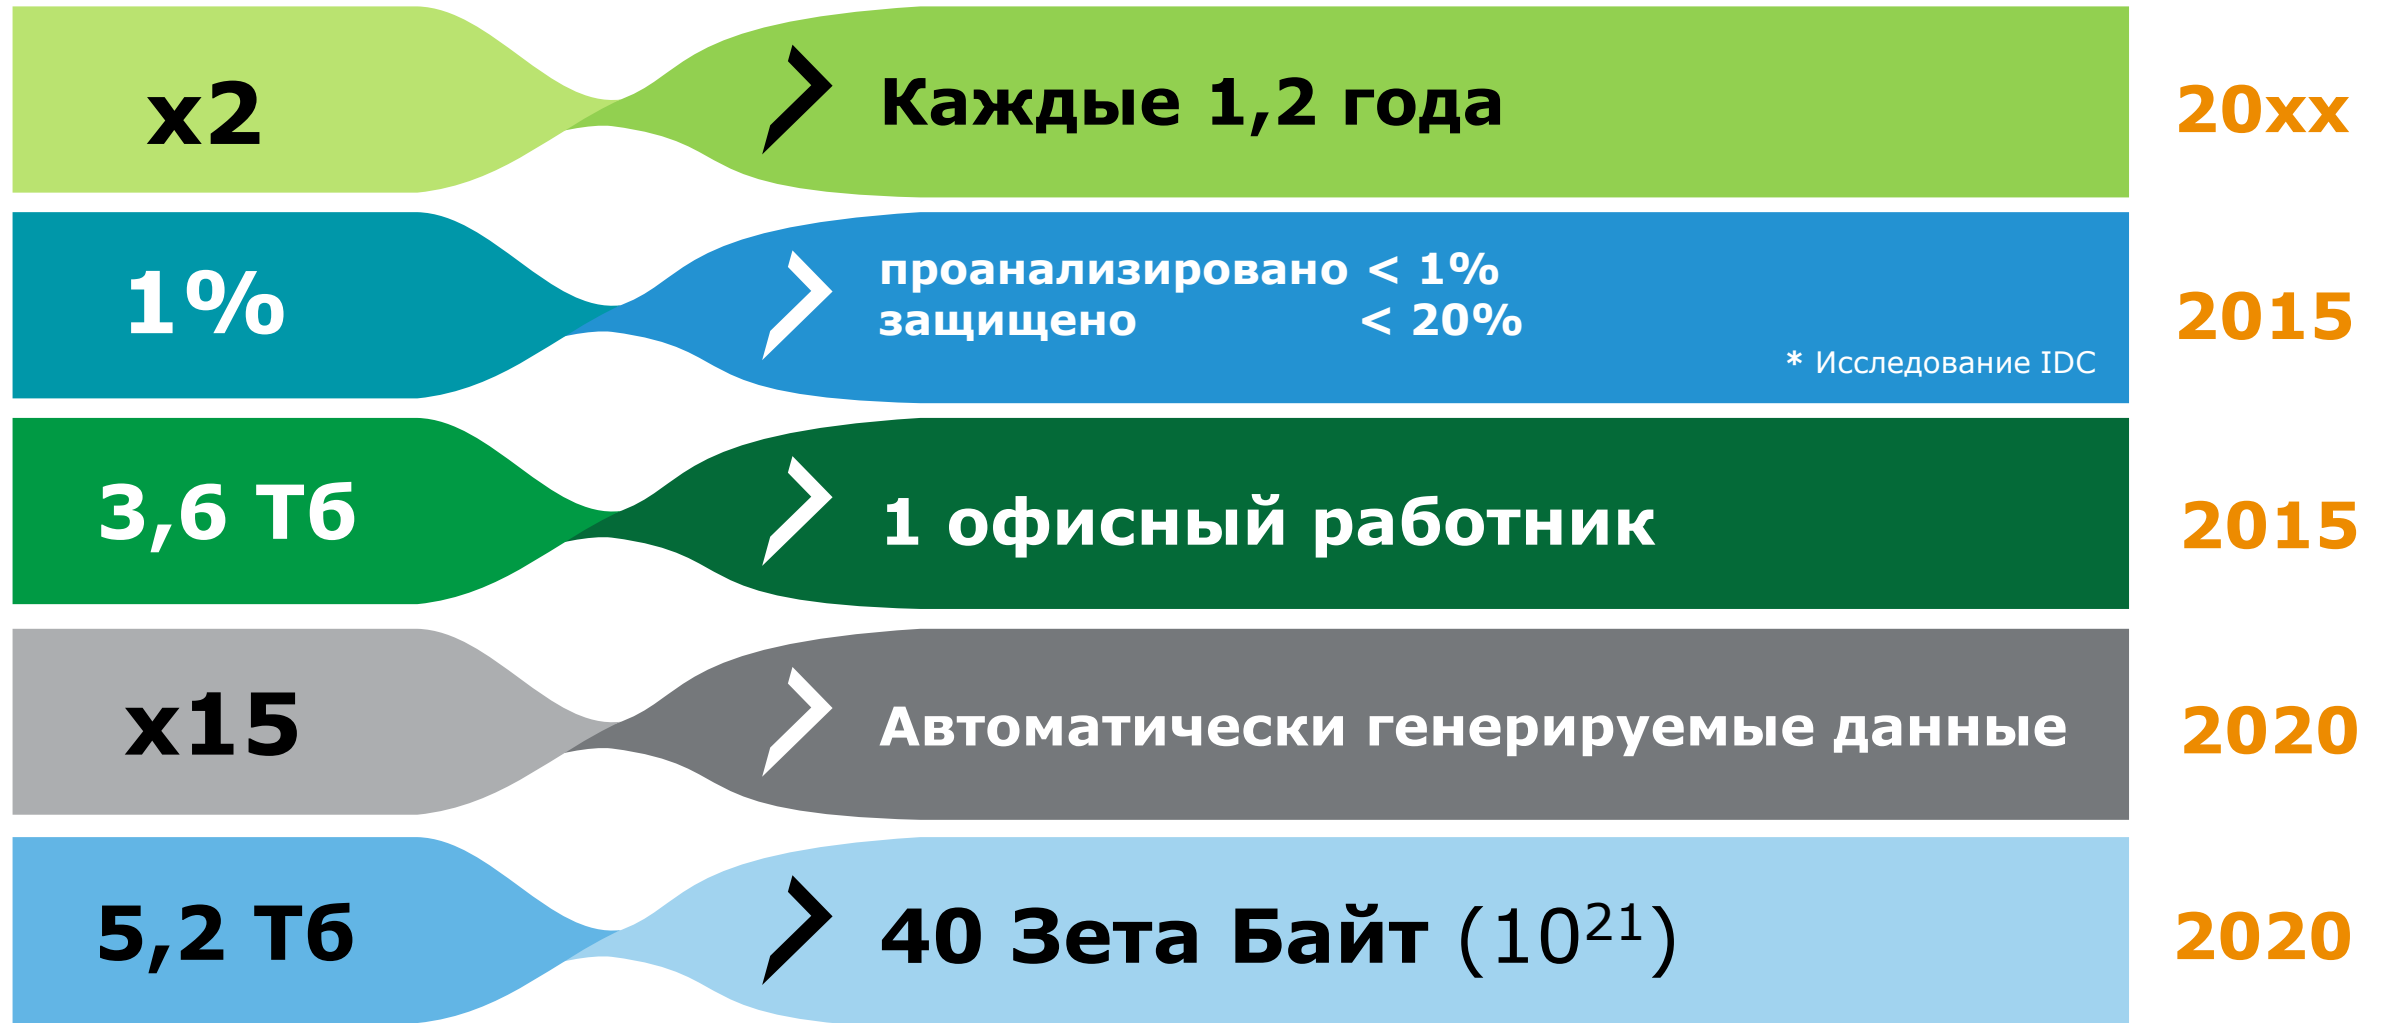 x2
Каждые 1,2 года
20xx
1%
проанализировано < 1%
защищено < 20%
* Исследование IDC
2015
3,6 Тб
1 офисный работник
2015
x15
Автоматически генерируемые данные
2020
5,2 Тб
40 Зета Байт (10²¹)
2020